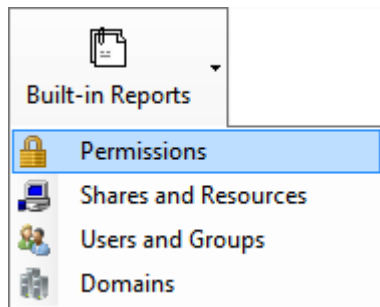 Built-in Reports
Permissions
Shares and Resources
Users and Groups
Domains